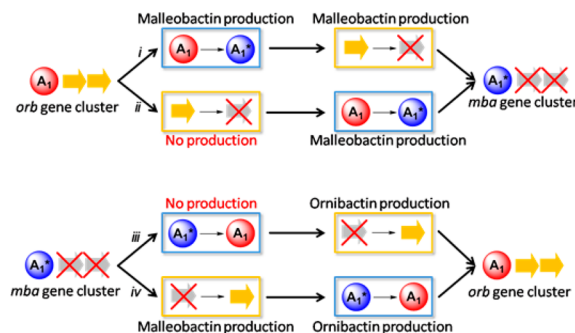 Malleobactin production Malleobactin production
i A₁ A₁*
A₁ A₁*
orb gene cluster mba gene cluster
ii A₁ A₁*
No production Malleobactin production
No production Ornibactin production
iii A₁* A₁
A₁* A₁
mba gene cluster orb gene cluster
iv A₁* A₁
Malleobactin production Ornibactin production